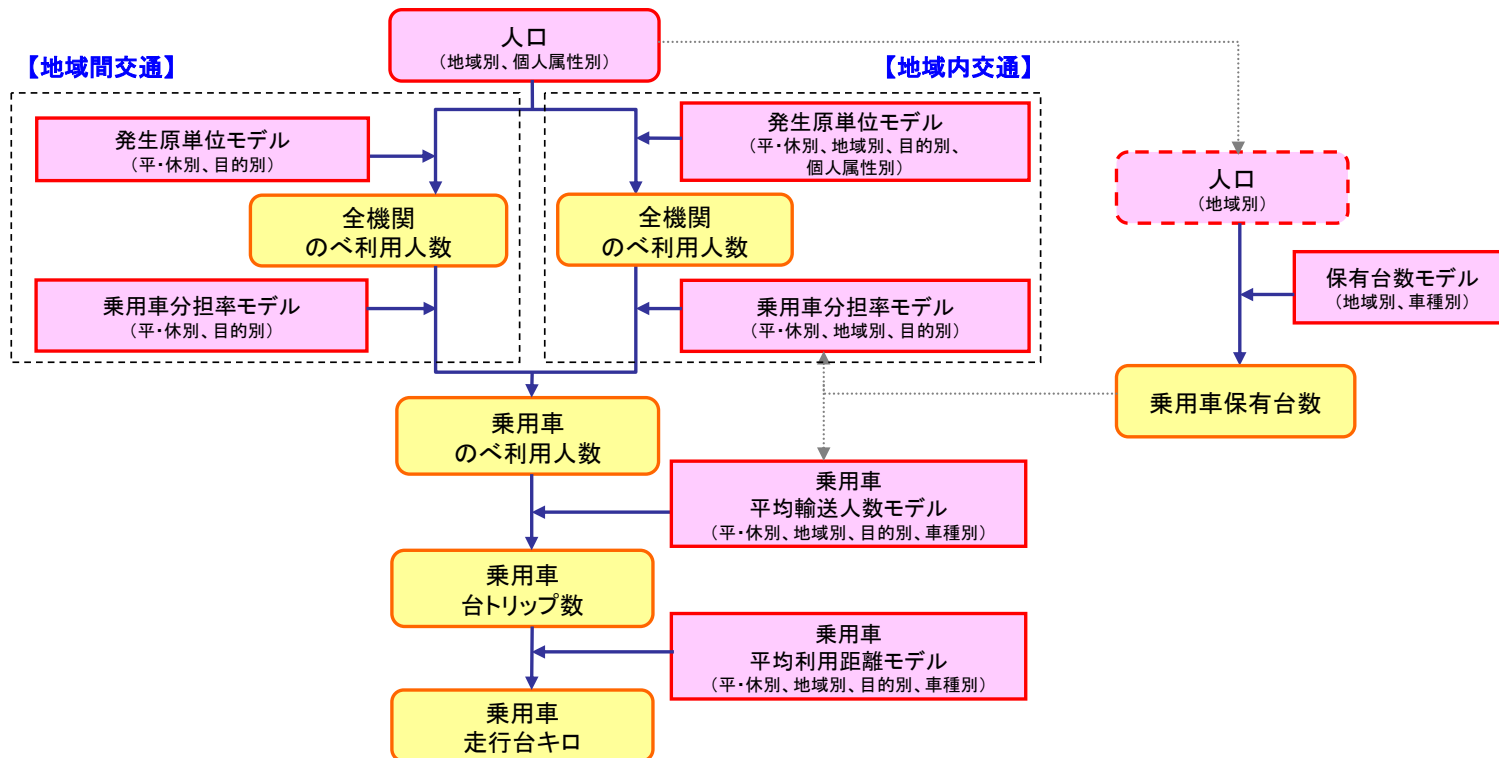 人口
（地域別、個人属性別）
【地域間交通】
【地域内交通】
発生原単位モデル
（平・休別、目的別）
発生原単位モデル
（平・休別、地域別、目的別、
個人属性別）
人口
（地域別）
全機関
のべ利用人数
全機関
のべ利用人数
乗用車分担率モデル
（平・休別、目的別）
乗用車分担率モデル
（平・休別、地域別、目的別）
保有台数モデル
（地域別、車種別）
乗用車
のべ利用人数
乗用車保有台数
乗用車
平均輸送人数モデル
（平・休別、地域別、目的別、車種別）
乗用車
台トリップ数
乗用車
平均利用距離モデル
（平・休別、地域別、目的別、車種別）
乗用車
走行台キロ